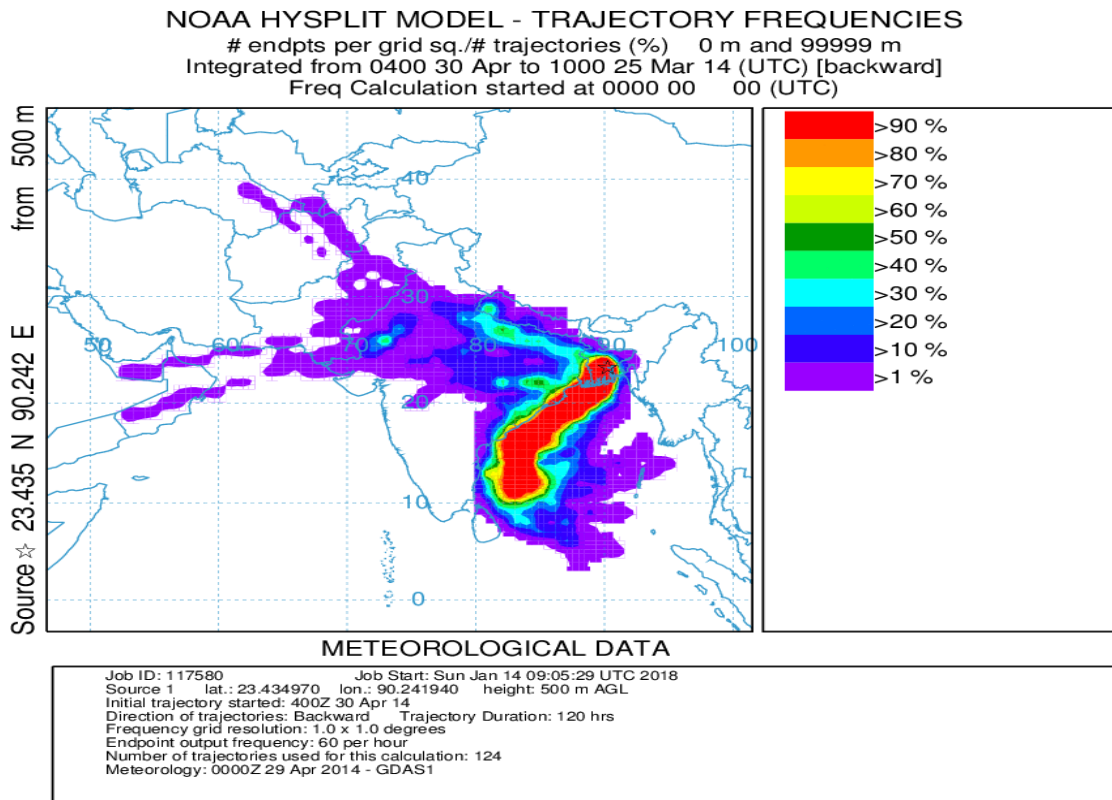 NOAA HYSPLIT MODEL - TRAJECTORY FREQUENCIES
# endpts per grid sq./# trajectories (%) 0 m and 99999 m
Integrated from 0400 30 Apr to 1000 25 Mar 14 (UTC) [backward]
Freq Calculation started at 0000 00 00 (UTC)
Source ☆ 23.435 N 90.242 E from 500 m
40
30
50
60
70
80
90
100
20
10
0
>90 %
>80 %
>70 %
>60 %
>50 %
>40 %
>30 %
>20 %
>10 %
>1 %
METEOROLOGICAL DATA
Job ID: 117580 Job Start: Sun Jan 14 09:05:29 UTC 2018
Source 1 lat.: 23.434970 lon.: 90.241940 height: 500 m AGL
Initial trajectory started: 400Z 30 Apr 14
Direction of trajectories: Backward Trajectory Duration: 120 hrs
Frequency grid resolution: 1.0 x 1.0 degrees
Endpoint output frequency: 60 per hour
Number of trajectories used for this calculation: 124
Meteorology: 0000Z 29 Apr 2014 - GDAS1